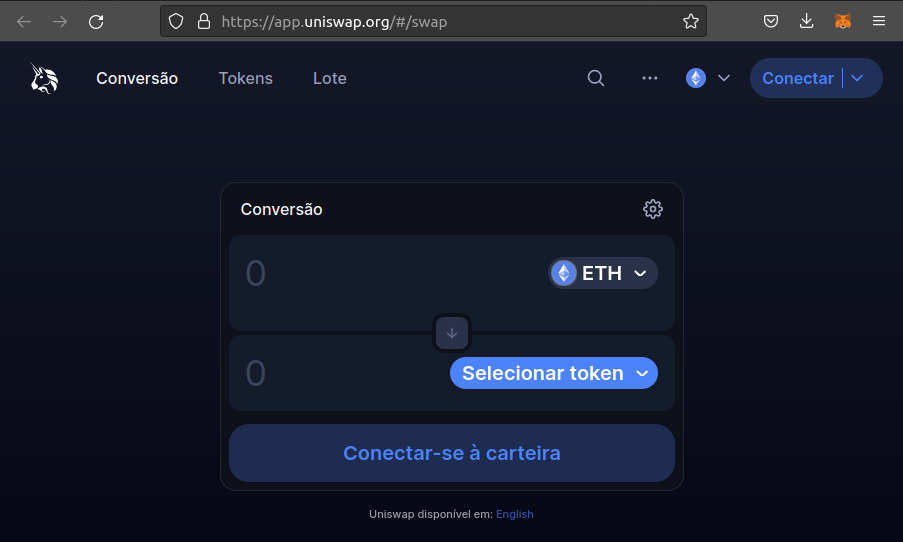 https://app.uniswap.org/#/swap
Conversão Tokens Lote Conectar
Conversão
0 ETH
0 Selecionar token
Conectar-se à carteira
Uniswap disponível em: English